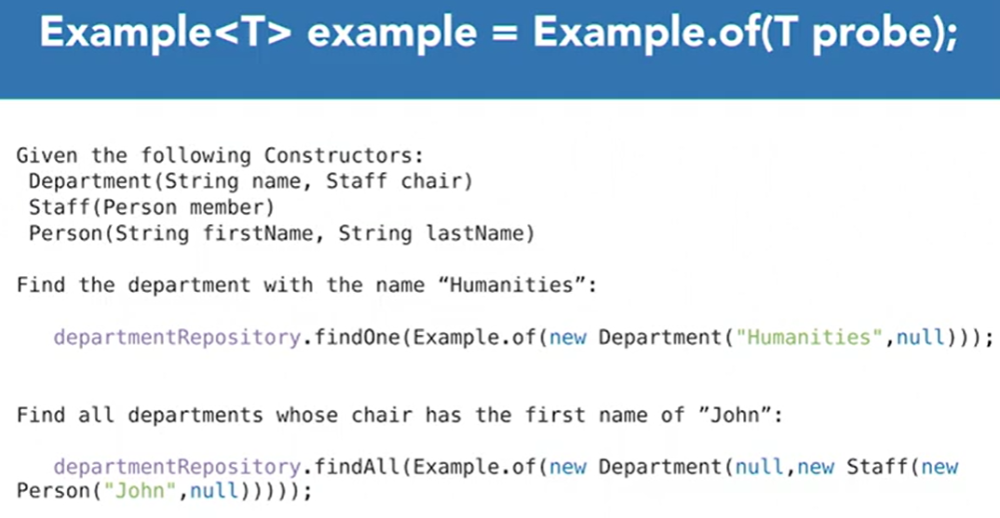 Example<T> example = Example.of(T probe);
Given the following Constructors:
Department(String name, Staff chair)
Staff(Person member)
Person(String firstName, String lastName)
Find the department with the name “Humanities”:
departmentRepository.findOne(Example.of(new Department("Humanities",null)));
Find all departments whose chair has the first name of ”John”:
departmentRepository.findAll(Example.of(new Department(null,new Staff(new
Person("John",null)))));